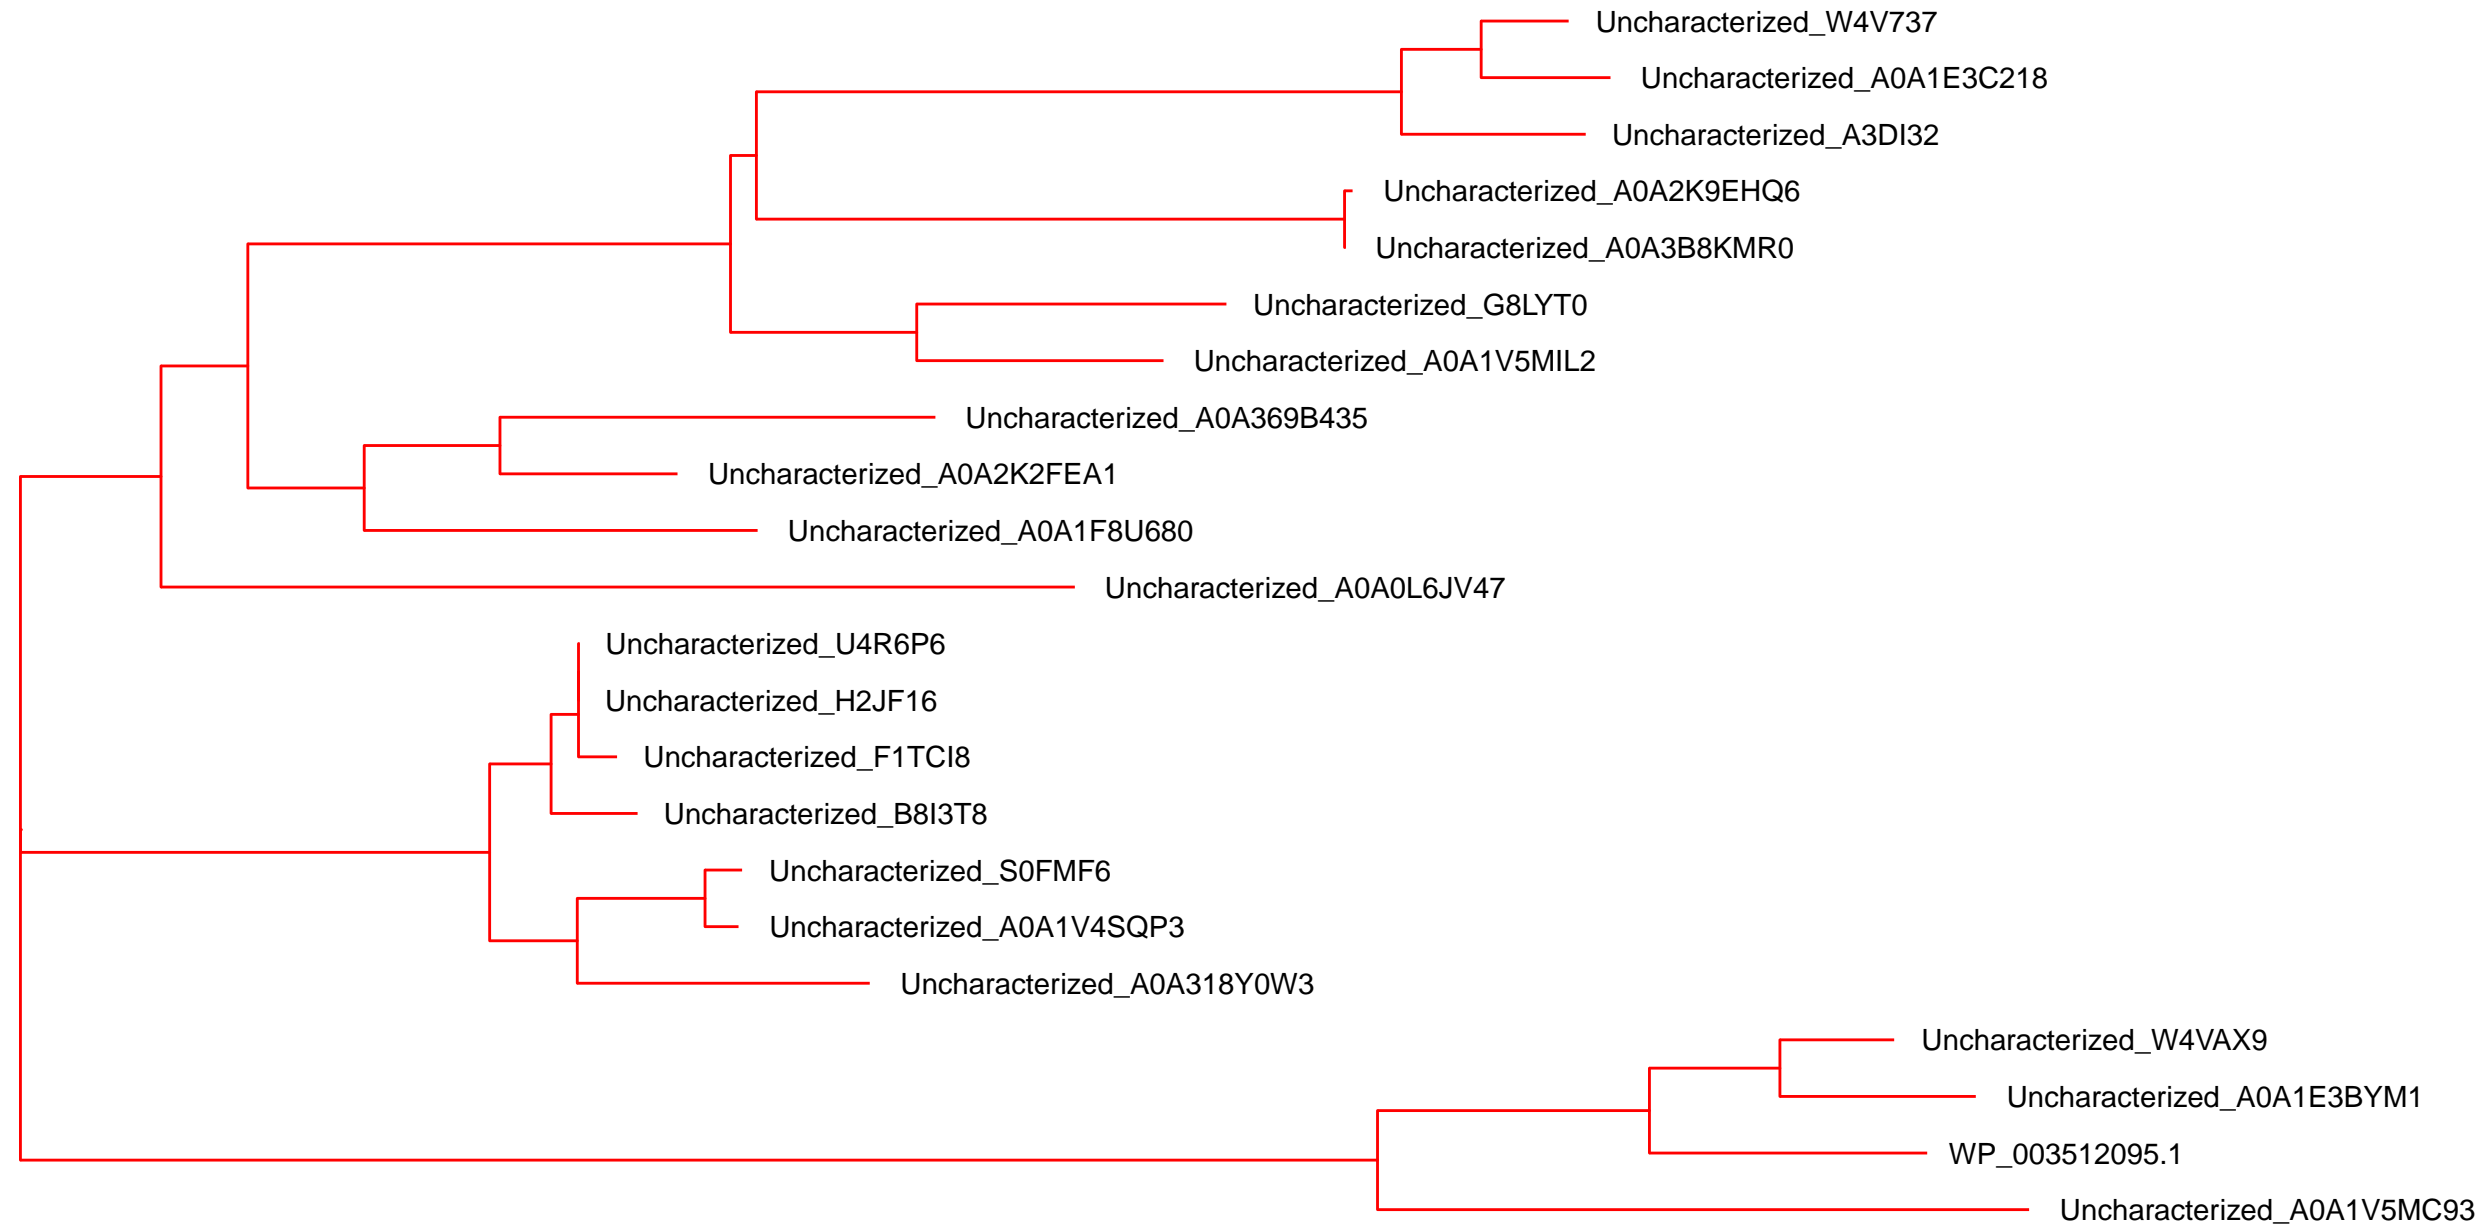 Uncharacterized_W4V737
Uncharacterized_A0A1E3C218
Uncharacterized_A3DI32
Uncharacterized_A0A2K9EHQ6
Uncharacterized_A0A3B8KMR0
Uncharacterized_G8LYT0
Uncharacterized_A0A1V5MIL2
Uncharacterized_A0A369B435
Uncharacterized_A0A2K2FEA1
Uncharacterized_A0A1F8U680
Uncharacterized_A0A0L6JV47
Uncharacterized_U4R6P6
Uncharacterized_H2JF16
Uncharacterized_F1TCI8
Uncharacterized_B8I3T8
Uncharacterized_S0FMF6
Uncharacterized_A0A1V4SQP3
Uncharacterized_A0A318Y0W3
Uncharacterized_W4VAX9
Uncharacterized_A0A1E3BYM1
WP_003512095.1
Uncharacterized_A0A1V5MC93